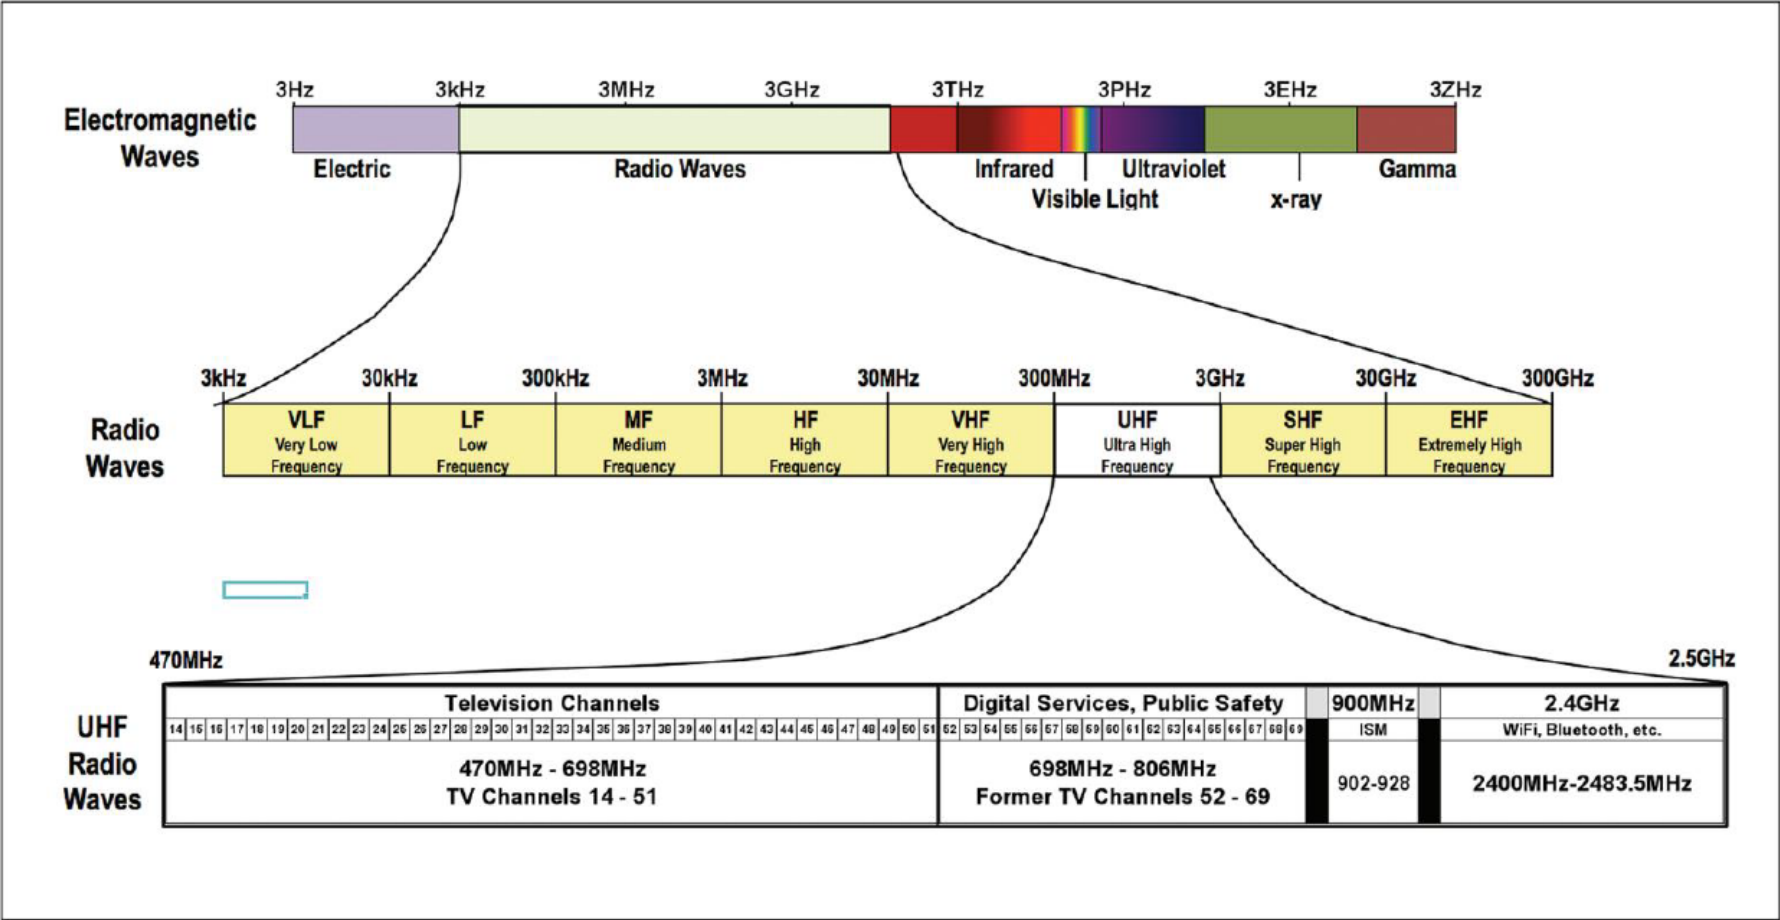 3Hz 3kHz 3MHz 3GHz 3THz 3PHz 3EHz 3ZHz
Electromagnetic
Waves
Electric Radio Waves Infrared Ultraviolet Gamma
Visible Light x-ray
3kHz 30kHz 300kHz 3MHz 30MHz 300MHz 3GHz 30GHz 300GHz
Radio
Waves
VLF LF MF HF VHF UHF SHF EHF
Very Low Low Medium High Very High Ultra High Super High Extremely High
Frequency Frequency Frequency Frequency Frequency Frequency Frequency Frequency
470MHz 2.5GHz
UHF
Radio
Waves
Television Channels Digital Services, Public Safety 900MHz 2.4GHz
14 15 16 17 18 19 20 21 22 23 24 25 26 27 28 29 30 31 32 33 34 35 36 37 38 39 40 41 42 43 44 45 46 47 48 49 50 51 52 53 54 55 56 57 58 59 60 61 62 63 64 65 66 67 68 69 ISM WiFi, Bluetooth, etc.
470MHz - 698MHz 698MHz - 806MHz 902-928 2400MHz-2483.5MHz
TV Channels 14 - 51 Former TV Channels 52 - 69